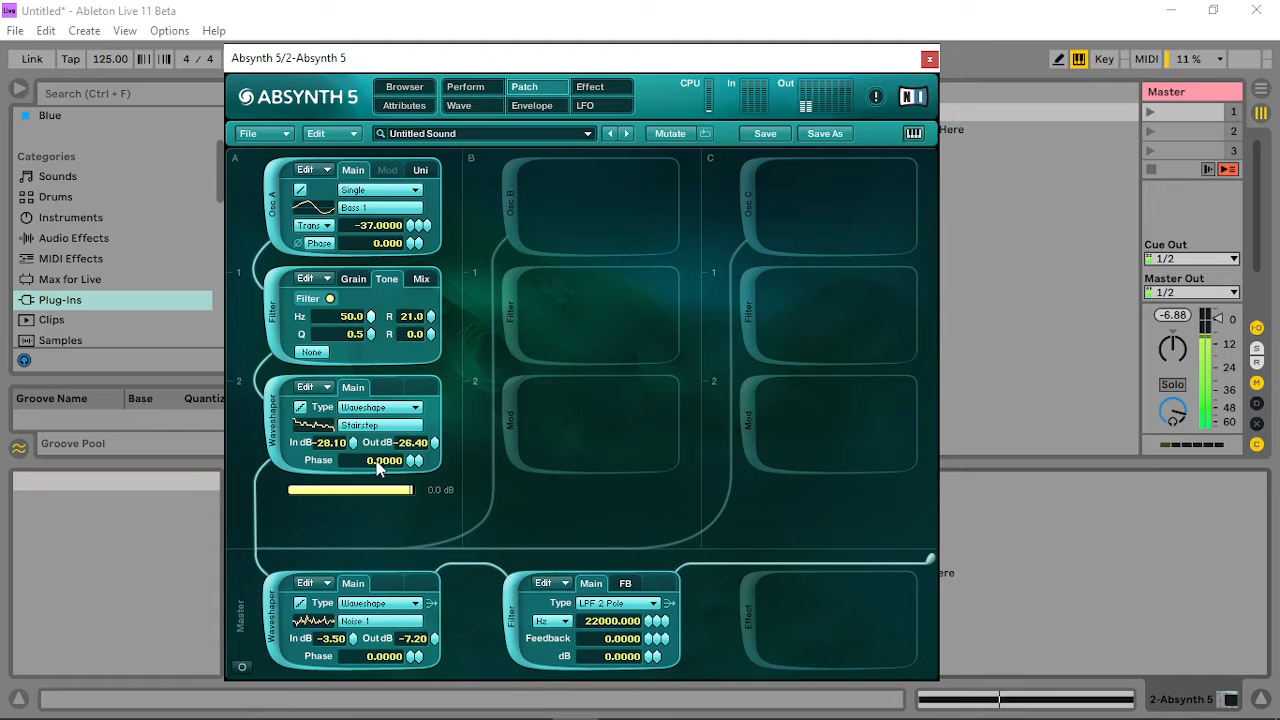 Live Untitled* - Ableton Live 11 Beta
File Edit Create View Options Help
Link Tap 125.00 4 / 4
Key MIDI 11 %
Search (Ctrl + F)
Blue
Categories
Sounds
Drums
Instruments
Audio Effects
MIDI Effects
Max for Live
Plug-Ins
Clips
Samples
Groove Name Base Quantiz
Groove Pool
Absynth 5/2-Absynth 5
ABSYNTH 5
Browser Perform Patch Effect
Attributes Wave Envelope LFO
CPU In Out
! NI
File Edit Untitled Sound Mutate Save Save As
A B C
Osc A
Edit Main Mod Uni
Single
Bass 1
Trans -37.0000
Phase 0.000
Osc B
Osc C
1 1 1
Filter
Edit Grain Tone Mix
Filter
Hz 50.0 R 21.0
Q 0.5 R 0.0
None
Filter
Filter
2 2 2
Waveshaper
Edit Main
Type Waveshape
Stairstep
In dB -28.10 Out dB -26.40
Phase 0.0000
0.0 dB
Mod
Mod
Master
Waveshaper
Edit Main
Type Waveshape
Noise 1
In dB -3.50 Out dB -7.20
Phase 0.0000
Filter
Edit Main FB
Type LPF 2 Pole
Hz 22000.000
Feedback 0.0000
dB 0.0000
Effect
Here
ere
Master
1
2
3
Cue Out
1/2
Master Out
1/2
-6.88 0
12
24
Solo 36
48
60
I·O
S
R
M
D
X
C
2-Absynth 5